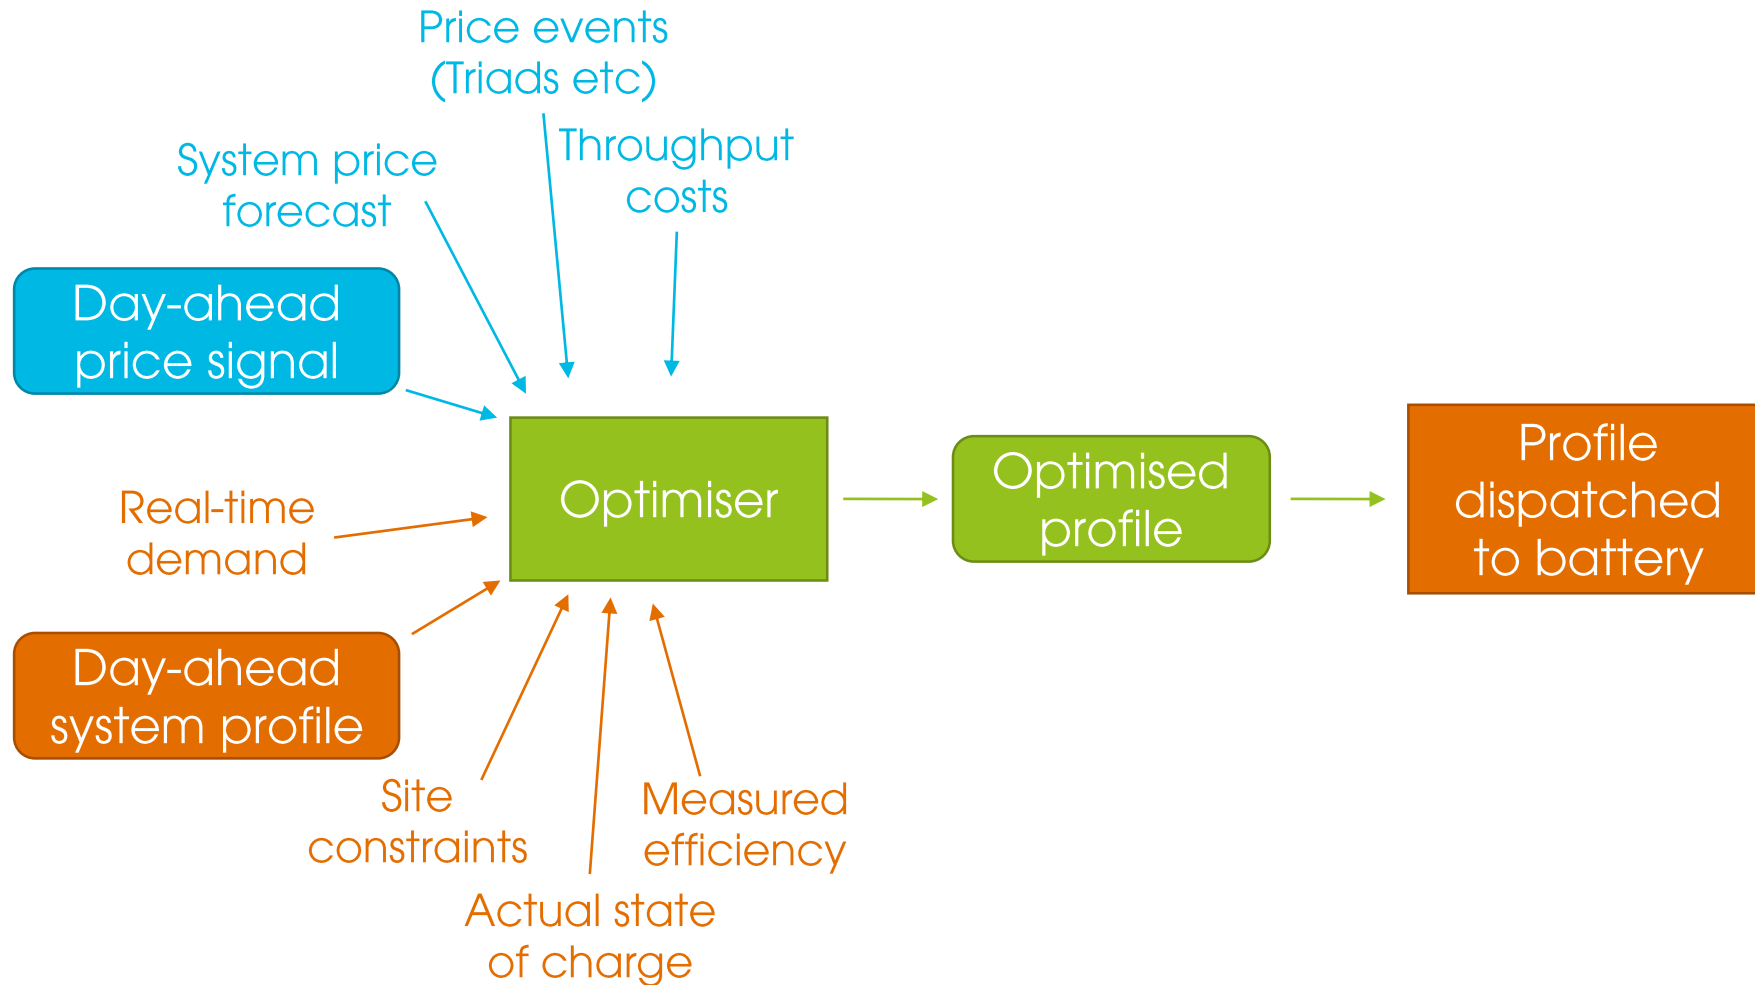 Price events
(Triads etc)
Throughput
costs
System price
forecast
Day-ahead
price signal
Optimiser
Optimised
profile
Profile
dispatched
to battery
Real-time
demand
Day-ahead
system profile
Site
constraints
Measured
efficiency
Actual state
of charge